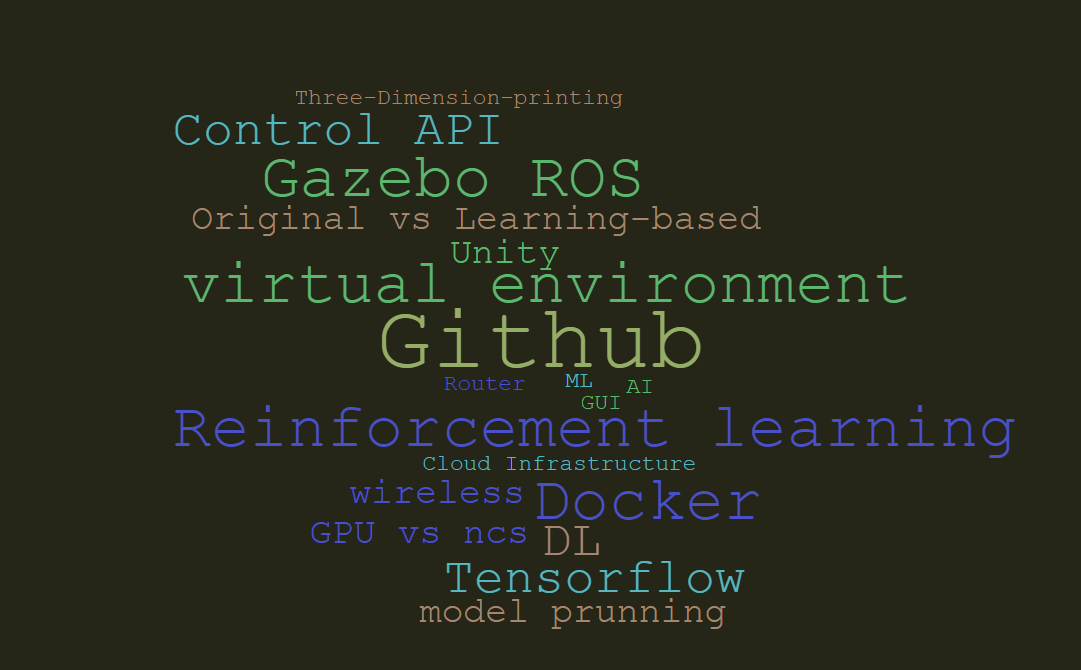 Three-Dimension-printing
Control API
Gazebo ROS
Original vs Learning-based
Unity
virtual environment
Github
Router
ML
AI
GUI
Reinforcement learning
Cloud Infrastructure
wireless
Docker
GPU vs ncs
DL
Tensorflow
model prunning